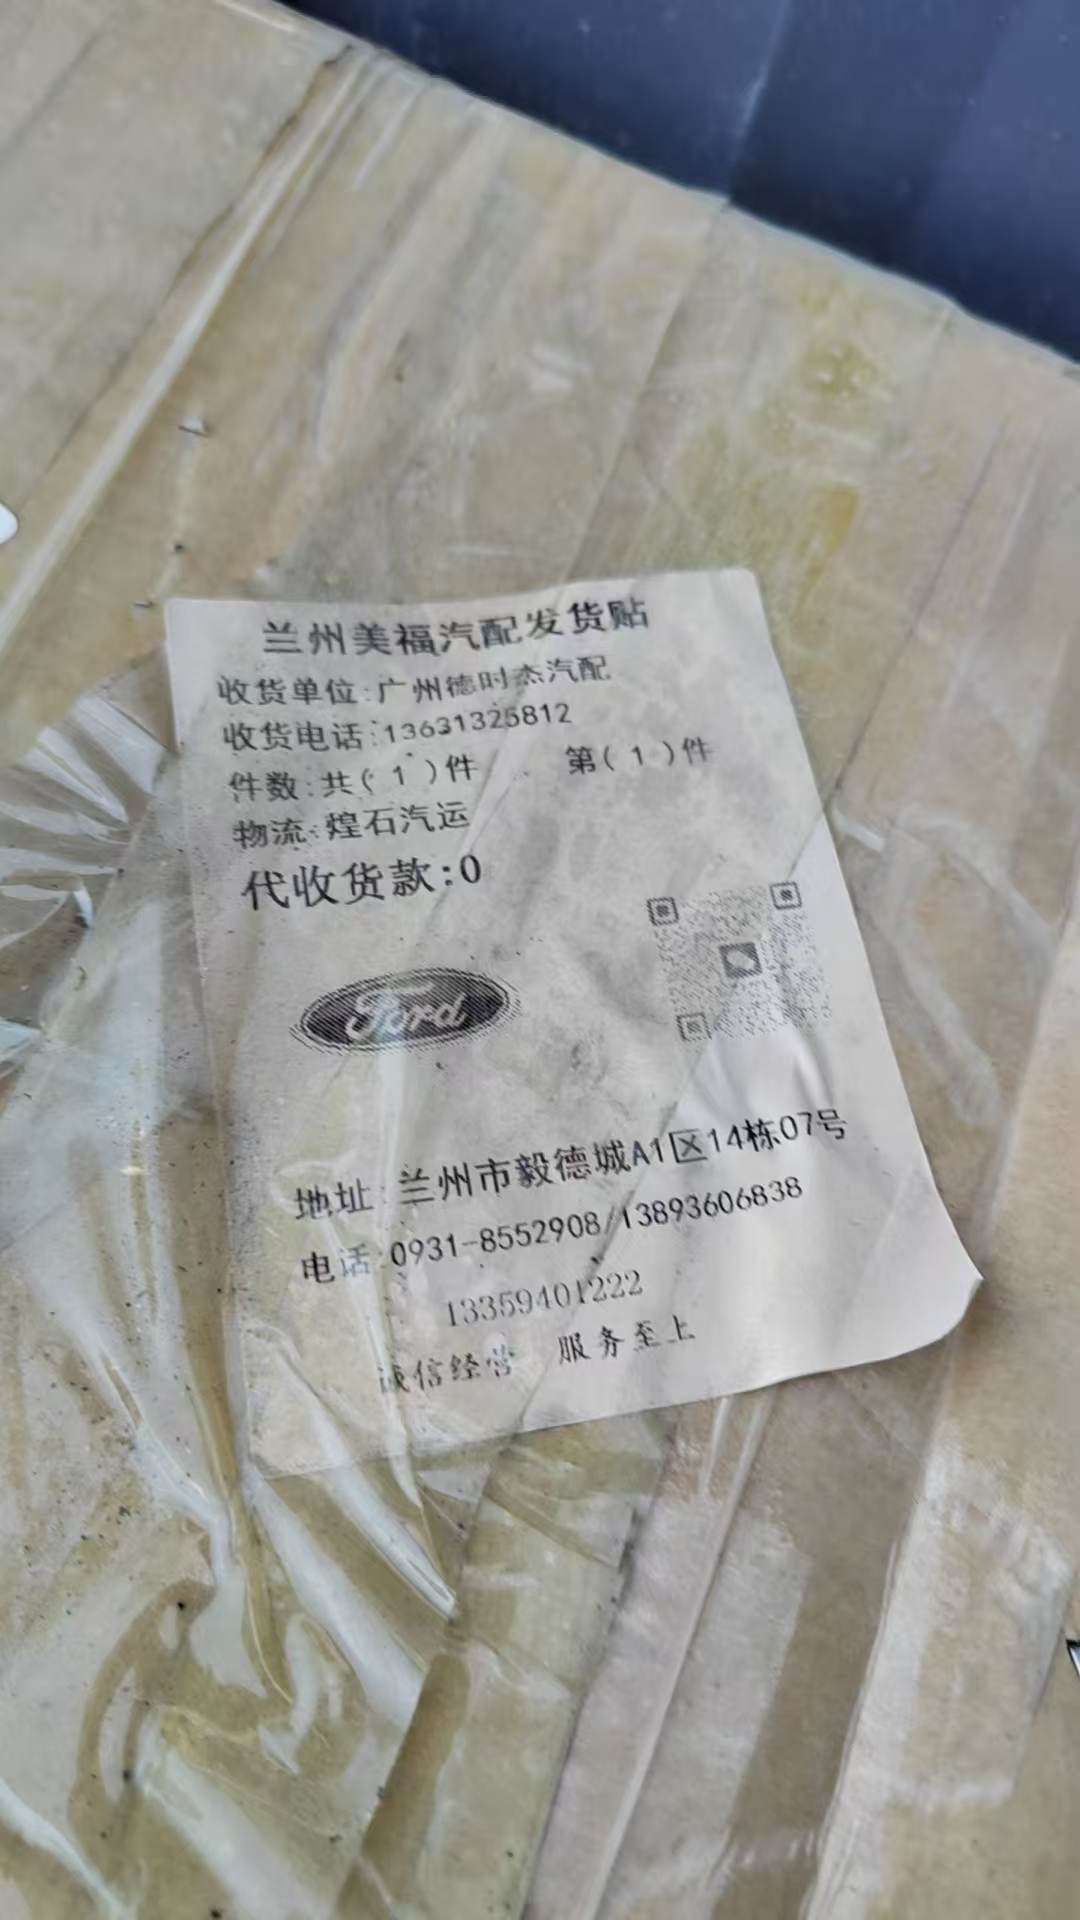 兰州美福汽配发货贴
收货单位:广州德时杰汽配
收货电话:13631325812
件数:共( 1 )件 第( 1 )件
物流:煌石汽运
代收货款:0
Ford
地址:兰州市毅德城A1区14栋07号
电话:0931-8552908/13893606838
13359401222
诚信经营 服务至上